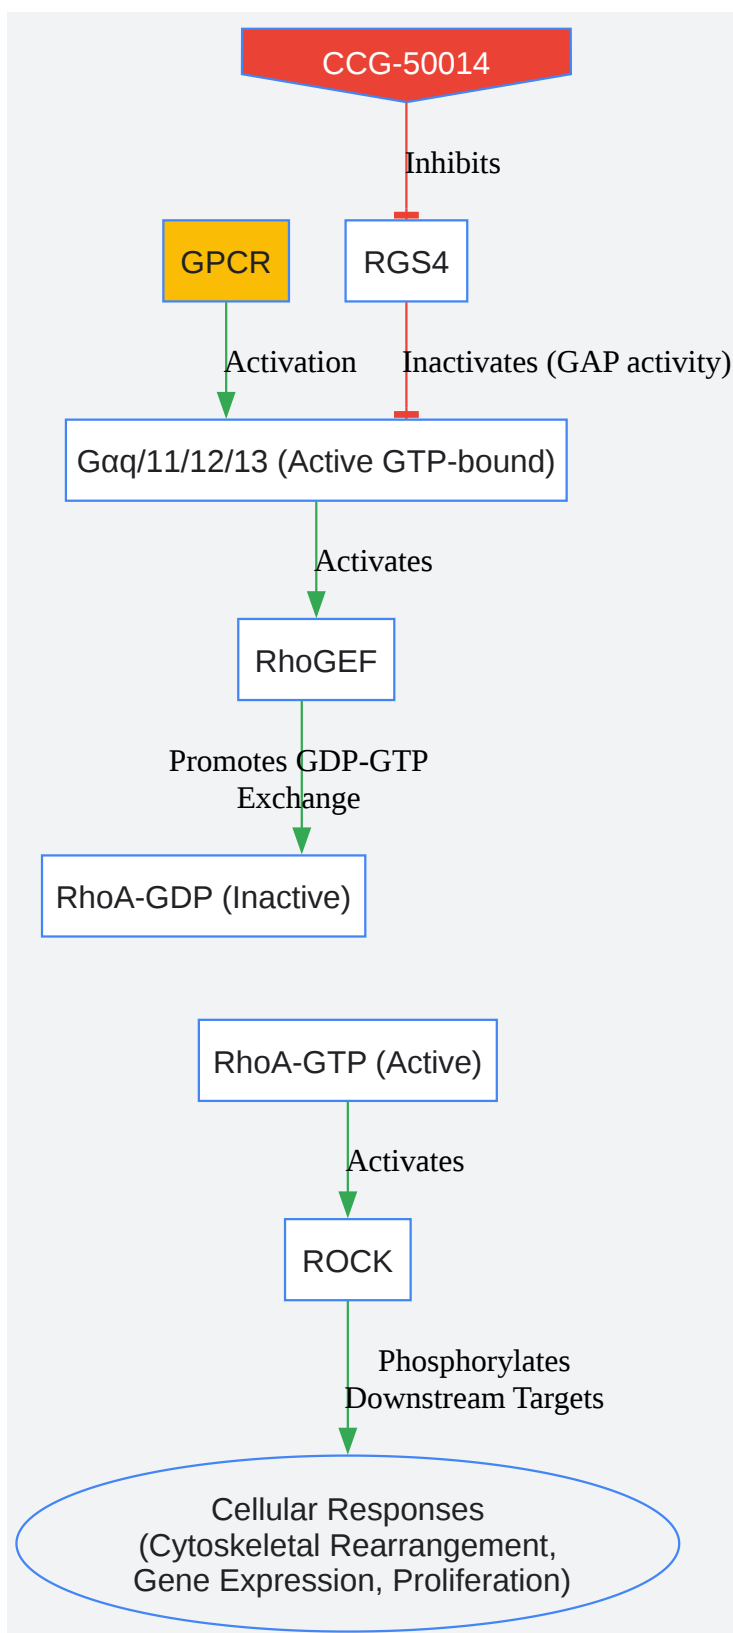 CCG-50014
Inhibits
GPCR
RGS4
Activation
Inactivates (GAP activity)
Gαq/11/12/13 (Active GTP-bound)
Activates
RhoGEF
Promotes GDP-GTP
Exchange
RhoA-GDP (Inactive)
RhoA-GTP (Active)
Activates
ROCK
Phosphorylates
Downstream Targets
Cellular Responses
(Cytoskeletal Rearrangement,
Gene Expression, Proliferation)